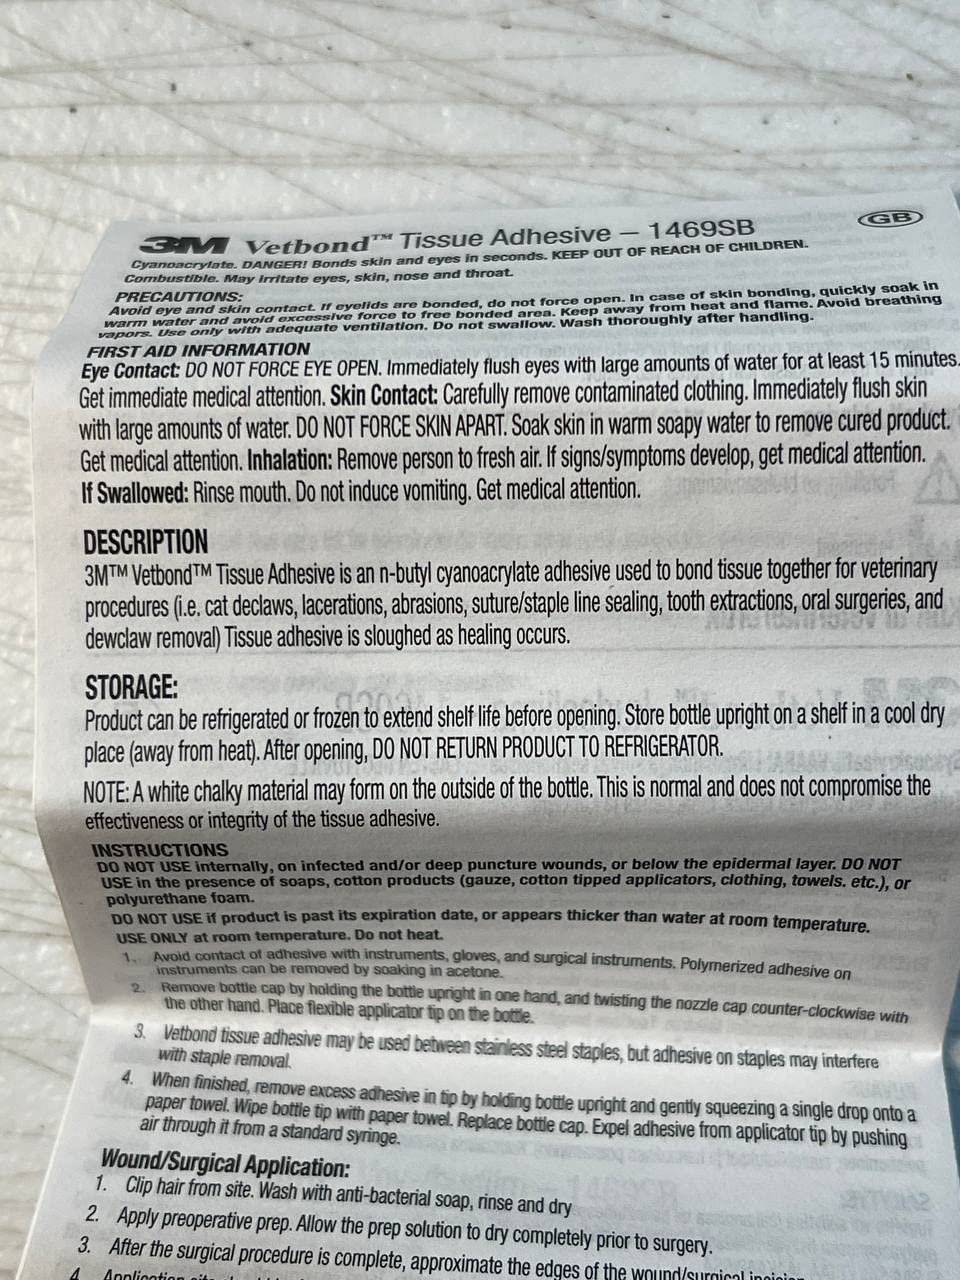 3M Vetbond™ Tissue Adhesive – 1469SB
GB
Cyanoacrylate. DANGER! Bonds skin and eyes in seconds. KEEP OUT OF REACH OF CHILDREN.
Combustible. May irritate eyes, skin, nose and throat.
PRECAUTIONS:
Avoid eye and skin contact. If eyelids are bonded, do not force open. In case of skin bonding, quickly soak in
warm water and avoid excessive force to free bonded area. Keep away from heat and flame. Avoid breathing
vapors. Use only with adequate ventilation. Do not swallow. Wash thoroughly after handling.
FIRST AID INFORMATION
Eye Contact: DO NOT FORCE EYE OPEN. Immediately flush eyes with large amounts of water for at least 15 minutes.
Get immediate medical attention. Skin Contact: Carefully remove contaminated clothing. Immediately flush skin
with large amounts of water. DO NOT FORCE SKIN APART. Soak skin in warm soapy water to remove cured product.
Get medical attention. Inhalation: Remove person to fresh air. If signs/symptoms develop, get medical attention.
If Swallowed: Rinse mouth. Do not induce vomiting. Get medical attention.
DESCRIPTION
3M™ Vetbond™ Tissue Adhesive is an n-butyl cyanoacrylate adhesive used to bond tissue together for veterinary
procedures (i.e. cat declaws, lacerations, abrasions, suture/staple line sealing, tooth extractions, oral surgeries, and
dewclaw removal) Tissue adhesive is sloughed as healing occurs.
STORAGE:
Product can be refrigerated or frozen to extend shelf life before opening. Store bottle upright on a shelf in a cool dry
place (away from heat). After opening, DO NOT RETURN PRODUCT TO REFRIGERATOR.
NOTE: A white chalky material may form on the outside of the bottle. This is normal and does not compromise the
effectiveness or integrity of the tissue adhesive.
INSTRUCTIONS
DO NOT USE internally, on infected and/or deep puncture wounds, or below the epidermal layer. DO NOT
USE in the presence of soaps, cotton products (gauze, cotton tipped applicators, clothing, towels. etc.), or
polyurethane foam.
DO NOT USE if product is past its expiration date, or appears thicker than water at room temperature.
USE ONLY at room temperature. Do not heat.
1. Avoid contact of adhesive with instruments, gloves, and surgical instruments. Polymerized adhesive on
instruments can be removed by soaking in acetone.
2. Remove bottle cap by holding the bottle upright in one hand, and twisting the nozzle cap counter-clockwise with
the other hand. Place flexible applicator tip on the bottle.
3. Vetbond tissue adhesive may be used between stainless steel staples, but adhesive on staples may interfere
with staple removal.
4. When finished, remove excess adhesive in tip by holding bottle upright and gently squeezing a single drop onto a
paper towel. Wipe bottle tip with paper towel. Replace bottle cap. Expel adhesive from applicator tip by pushing
air through it from a standard syringe.
Wound/Surgical Application:
1. Clip hair from site. Wash with anti-bacterial soap, rinse and dry
2. Apply preoperative prep. Allow the prep solution to dry completely prior to surgery.
3. After the surgical procedure is complete, approximate the edges of the wound/surgical
4. Application